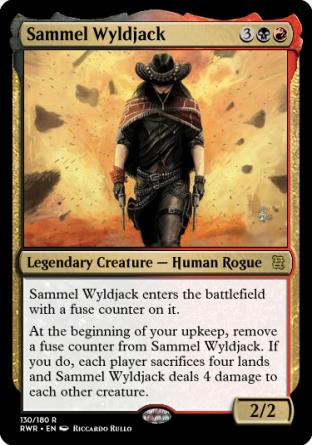 Sammel Wyldjack 3
Legendary Creature — Human Rogue
Sammel Wyldjack enters the battlefield
with a fuse counter on it.
At the beginning of your upkeep, remove
a fuse counter from Sammel Wyldjack. If
you do, each player sacrifices four lands
and Sammel Wyldjack deals 4 damage to
each other creature.
2/2
130/180 R
RWR • EN Riccardo Rullo